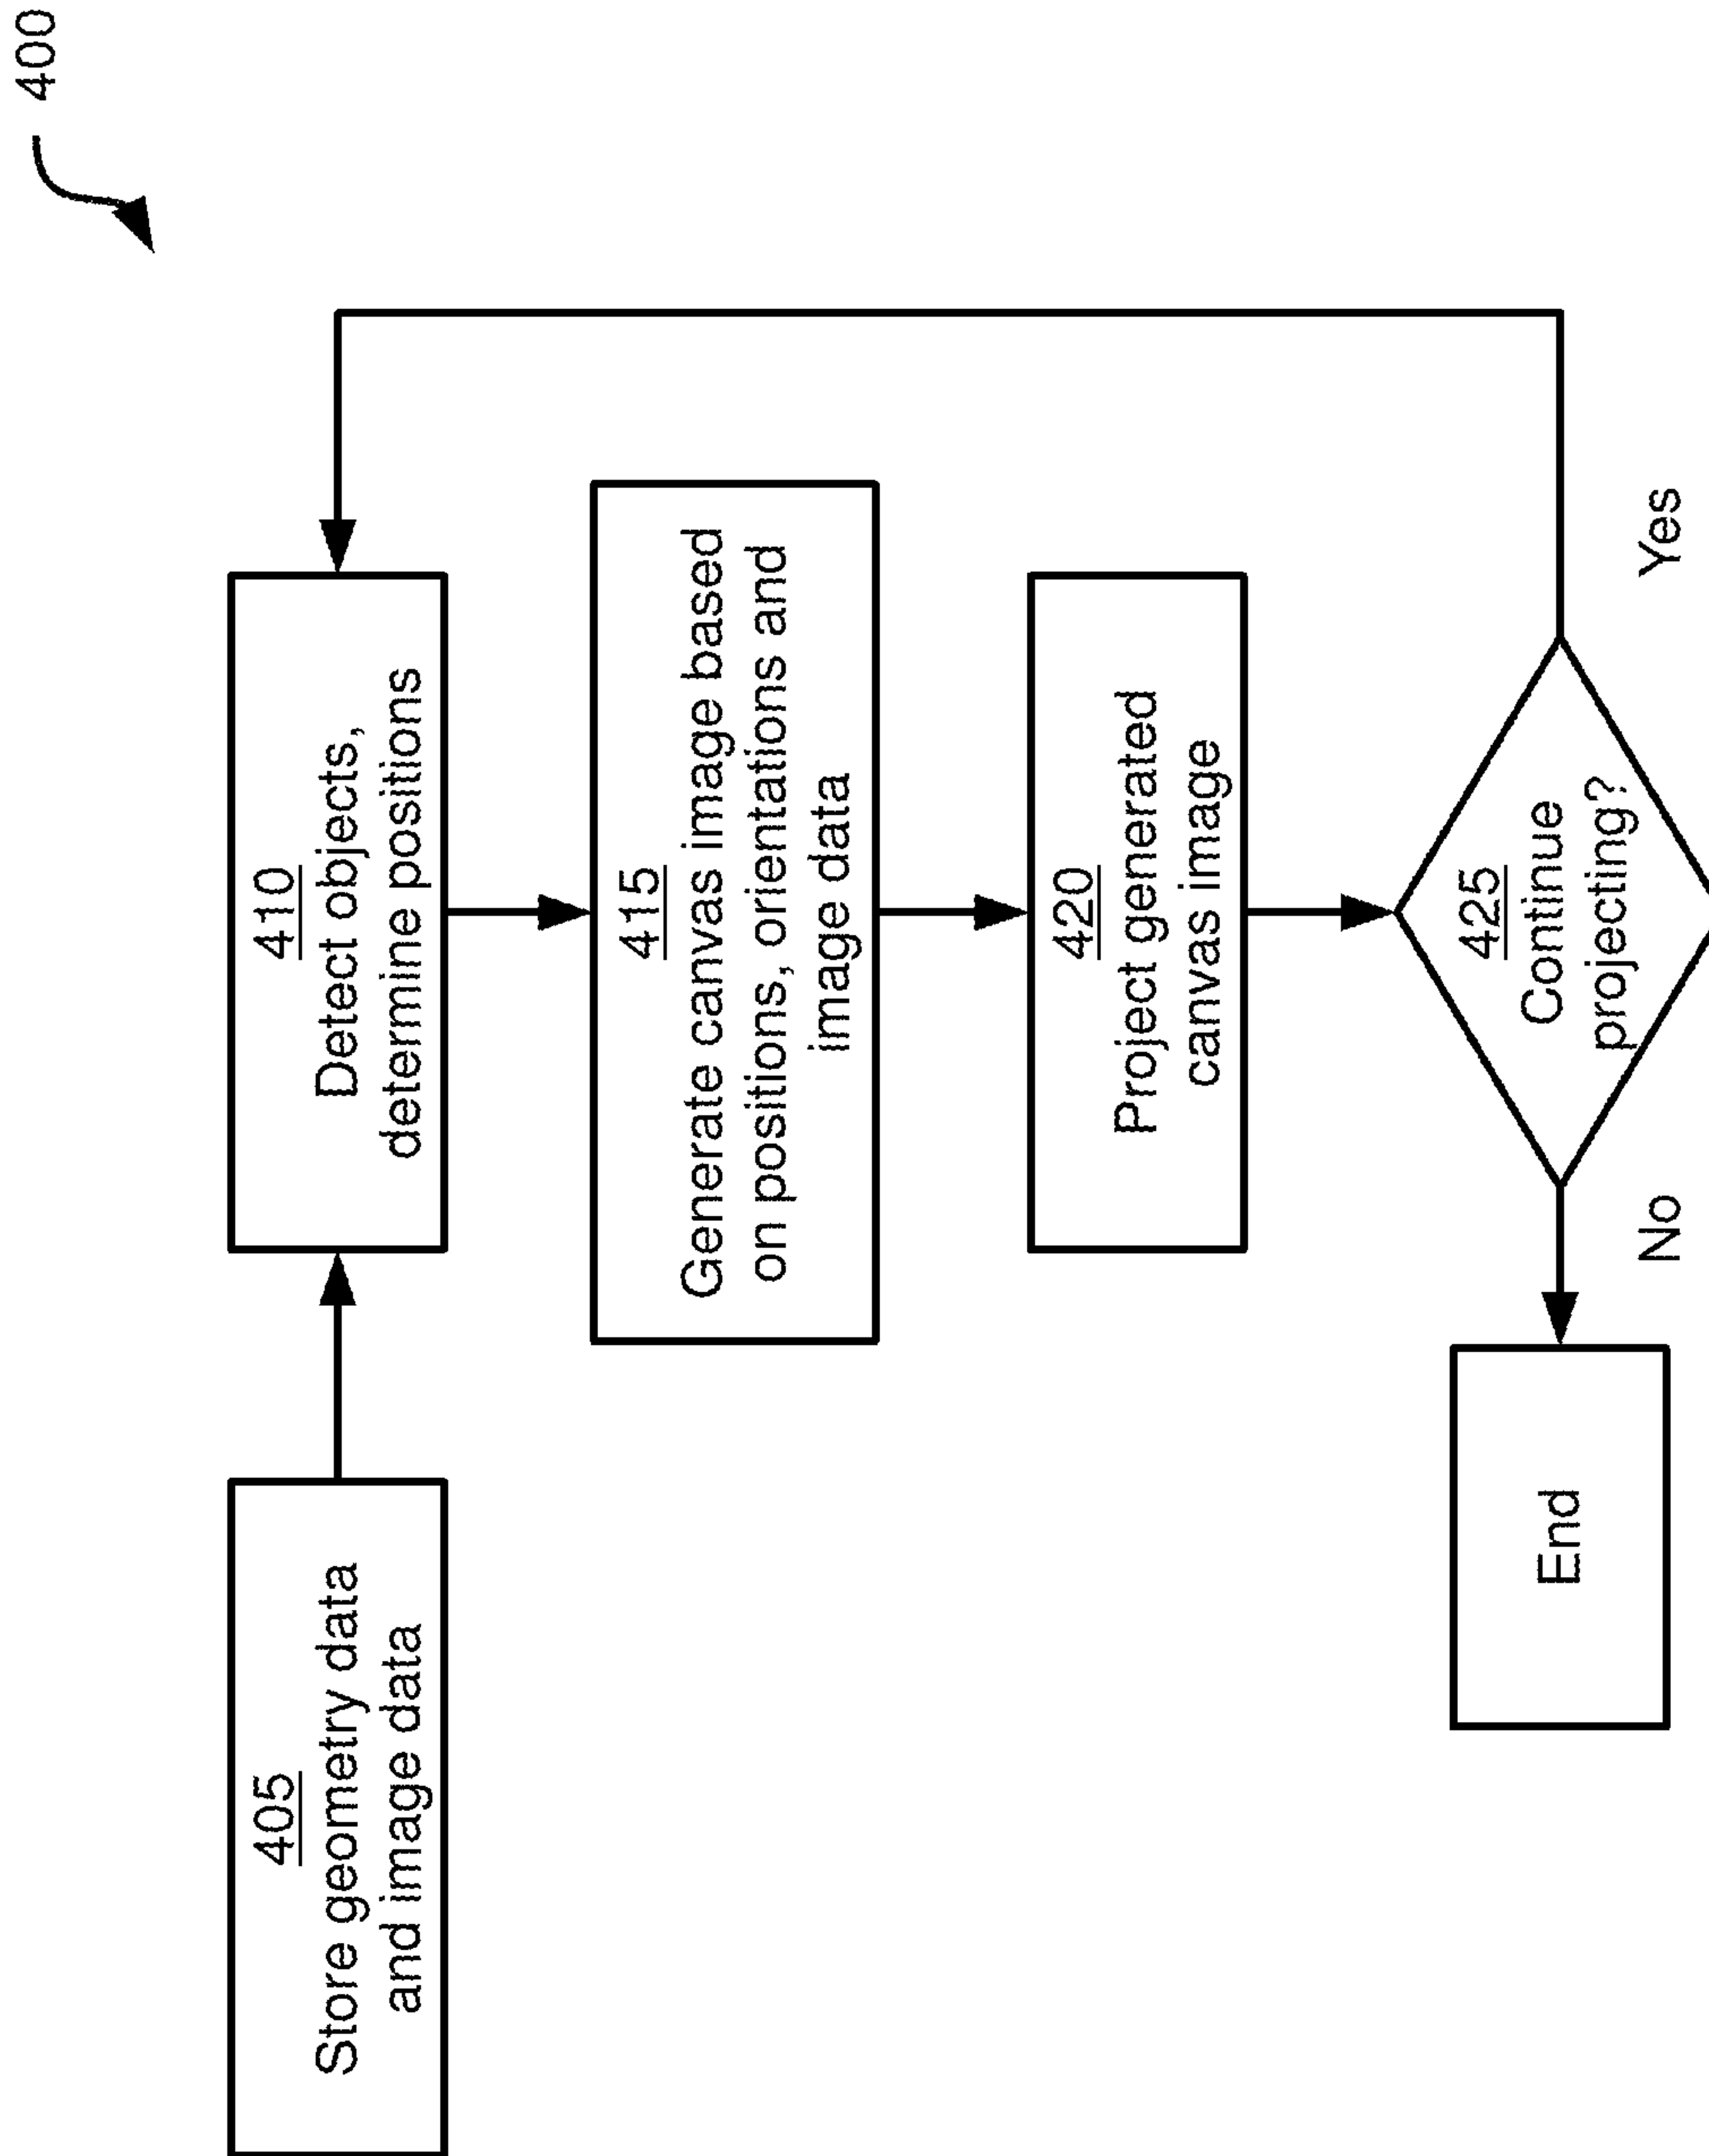 400
405
Store geometry data
and image data
410
Detect objects,
determine positions
415
Generate canvas image based
on positions, orientations and
image data
420
Project generated
canvas image
425
Continue
projecting?
No
Yes
End